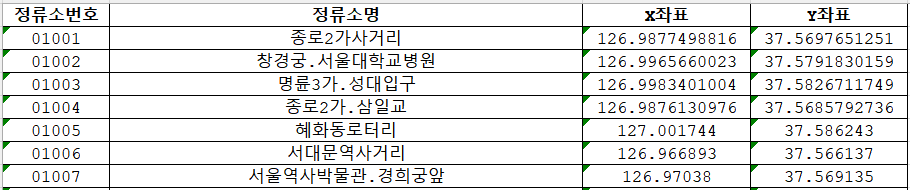 정류소번호 정류소명 X좌표 Y좌표
01001 종로2가사거리 126.9877498816 37.5697651251
01002 창경궁.서울대학교병원 126.9965660023 37.5791830159
01003 명륜3가.성대입구 126.9983401004 37.5826711749
01004 종로2가.삼일교 126.9876130976 37.5685792736
01005 혜화동로터리 127.001744 37.586243
01006 서대문역사거리 126.966893 37.566137
01007 서울역사박물관.경희궁앞 126.97038 37.569135